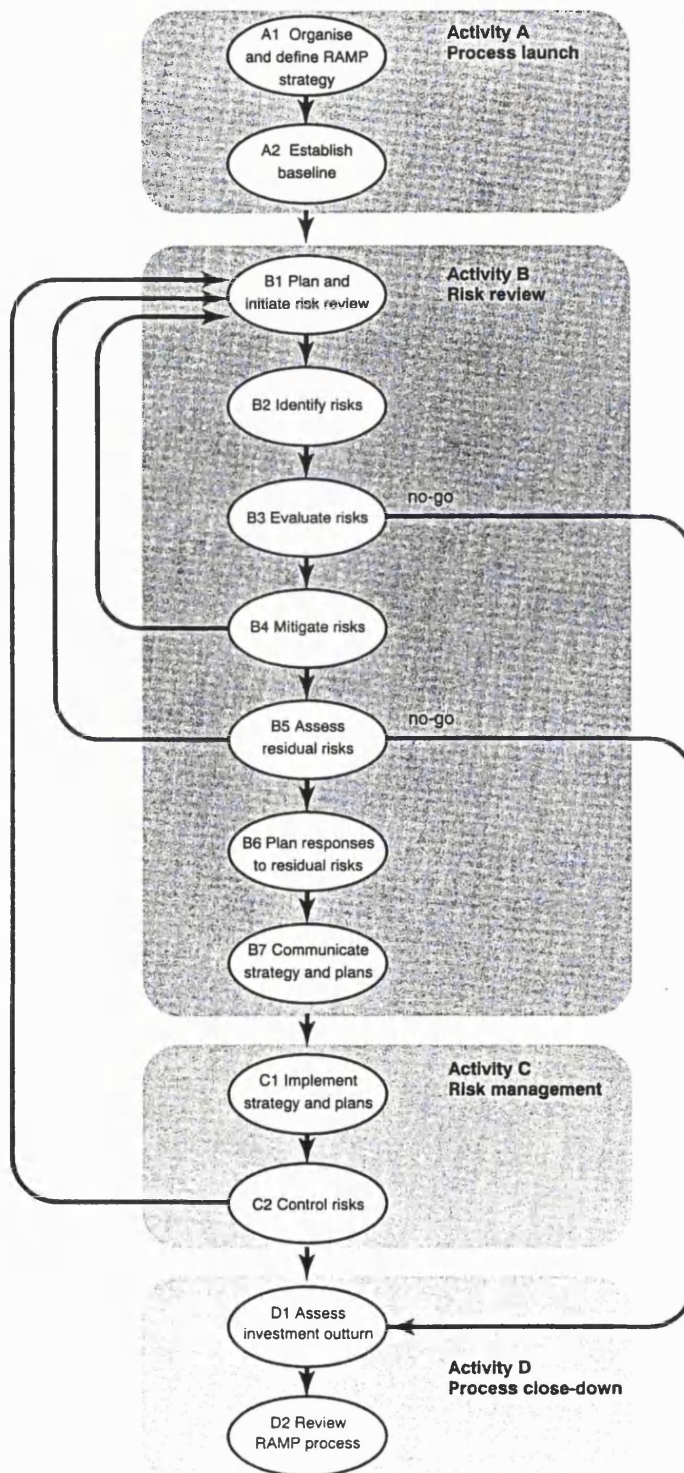 A1 Organise
and define RAMP
strategy
Activity A
Process launch
A2 Establish
baseline
B1 Plan and
initiate risk review
Activity B
Risk review
B2 Identify risks
B3 Evaluate risks
no-go
B4 Mitigate risks
B5 Assess
residual risks
no-go
B6 Plan responses
to residual risks
B7 Communicate
strategy and plans
C1 Implement
strategy and plans
Activity C
Risk management
C2 Control risks
D1 Assess
investment outturn
Activity D
Process close-down
D2 Review
RAMP process